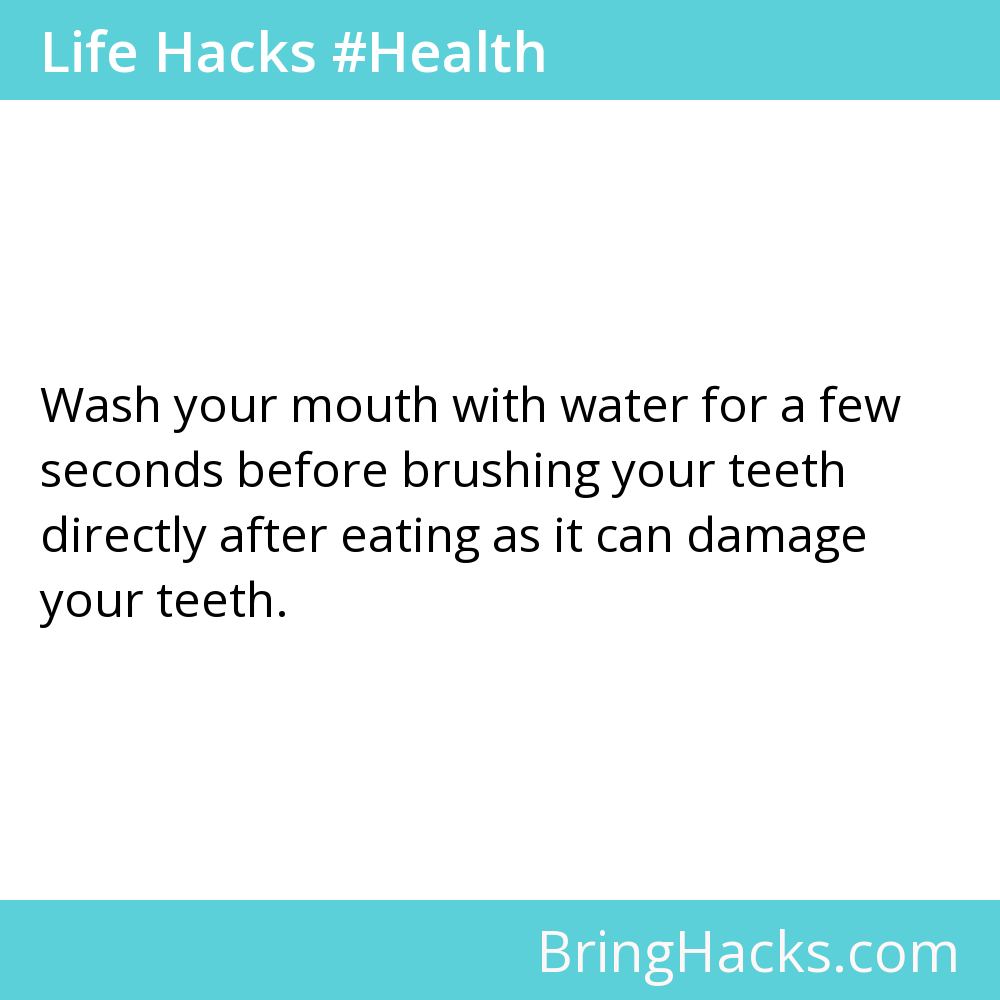 Life Hacks #Health
Wash your mouth with water for a few
seconds before brushing your teeth
directly after eating as it can damage
your teeth.
BringHacks.com